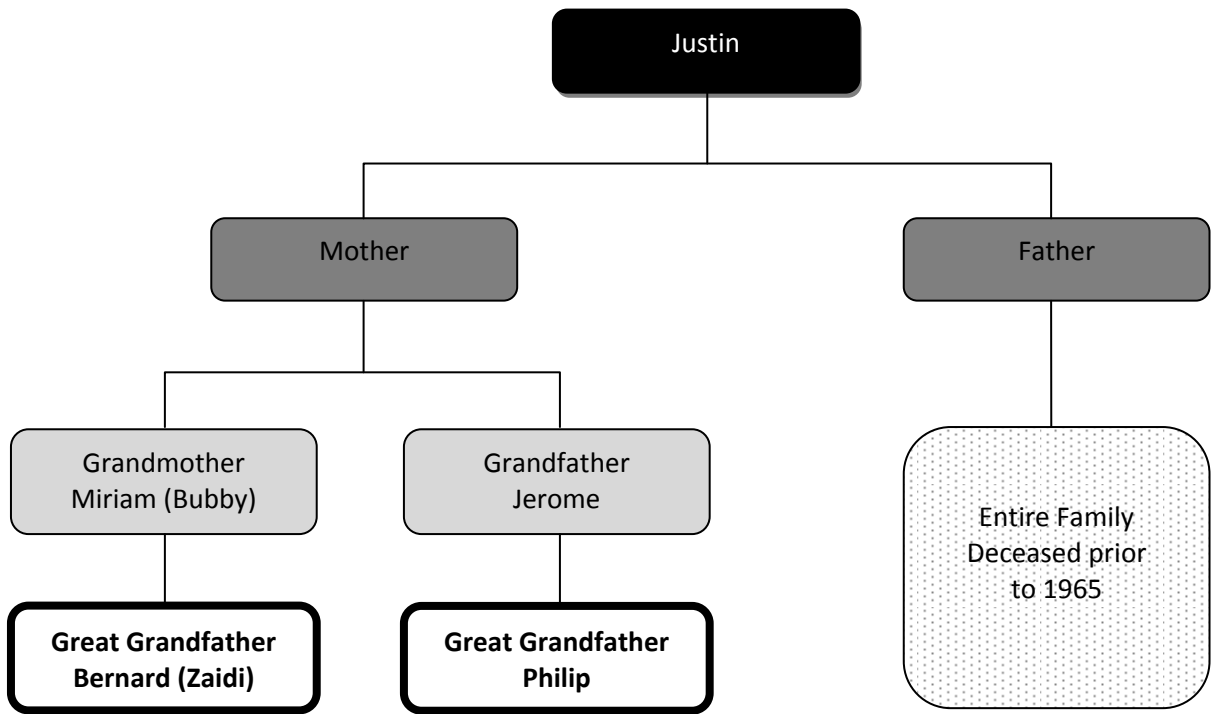 Justin
Mother
Father
Grandmother
Miriam (Bubby)
Grandfather
Jerome
Entire Family
Deceased prior
to 1965
Great Grandfather
Bernard (Zaidi)
Great Grandfather
Philip